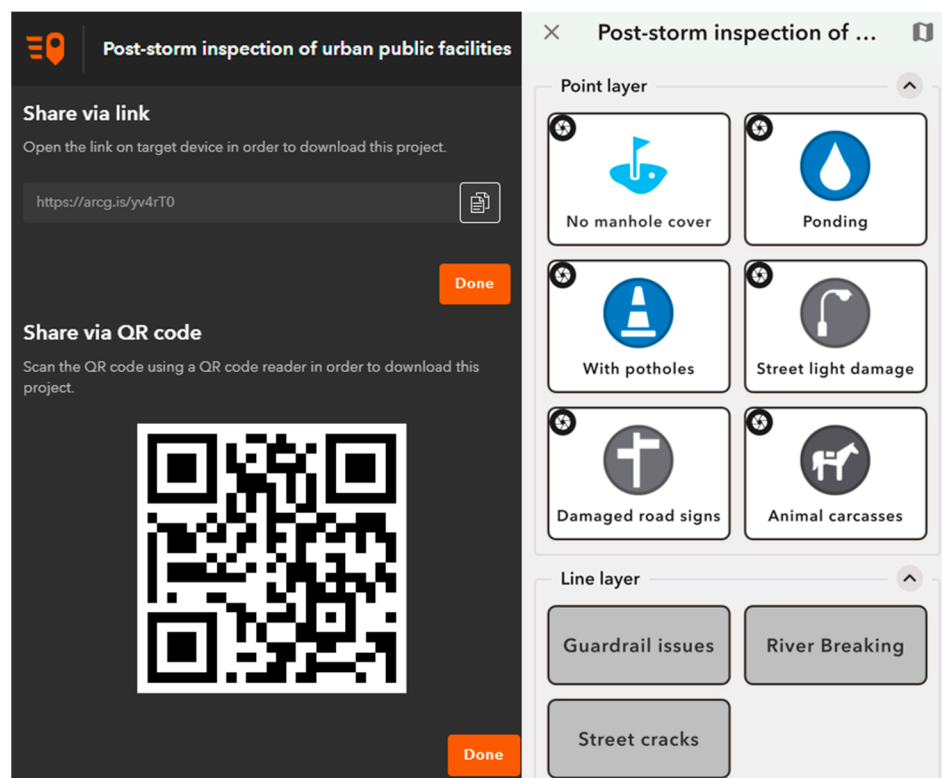 Post-storm inspection of urban public facilities
Share via link
Open the link on target device in order to download this project.
https://arcg.is/yv4rT0
Done
Share via QR code
Scan the QR code using a QR code reader in order to download this
project.
Done
Post-storm inspection of ...
Point layer
No manhole cover
Ponding
With potholes
Street light damage
Damaged road signs
Animal carcasses
Line layer
Guardrail issues
River Breaking
Street cracks